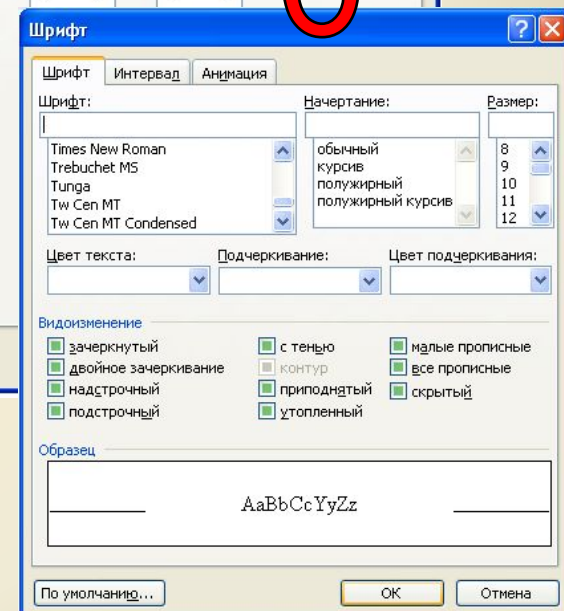 Шрифт
Шрифт Интервал Анимация
Шрифт: Начертание: Размер:
Times New Roman обычный 8
Trebuchet MS курсив 9
Tunga полужирный 10
Tw Cen MT полужирный курсив 11
Tw Cen MT Condensed 12
Цвет текста: Подчеркивание: Цвет подчеркивания:
Видоизменение
зачеркнутый с тенью малые прописные
двойное зачеркивание контур все прописные
надстрочный приподнятый скрытый
подстрочный утопленный
Образец
AaBbCcYyZz
По умолчанию... ОК Отмена